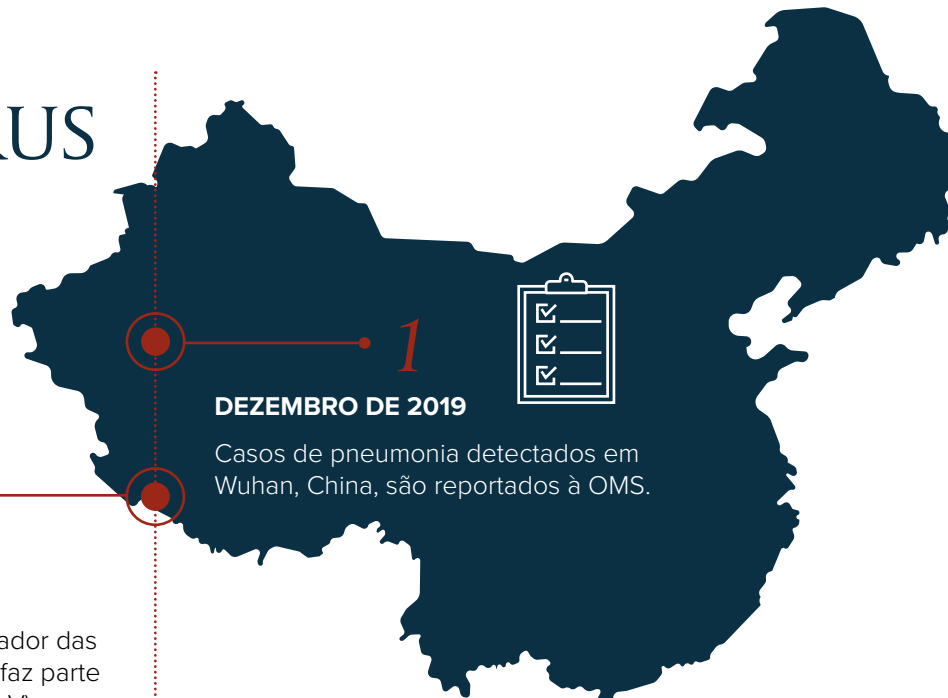 RUS
1
DEZEMBRO DE 2019
Casos de pneumonia detectados em
Wuhan, China, são reportados à OMS.
ador das
faz parte